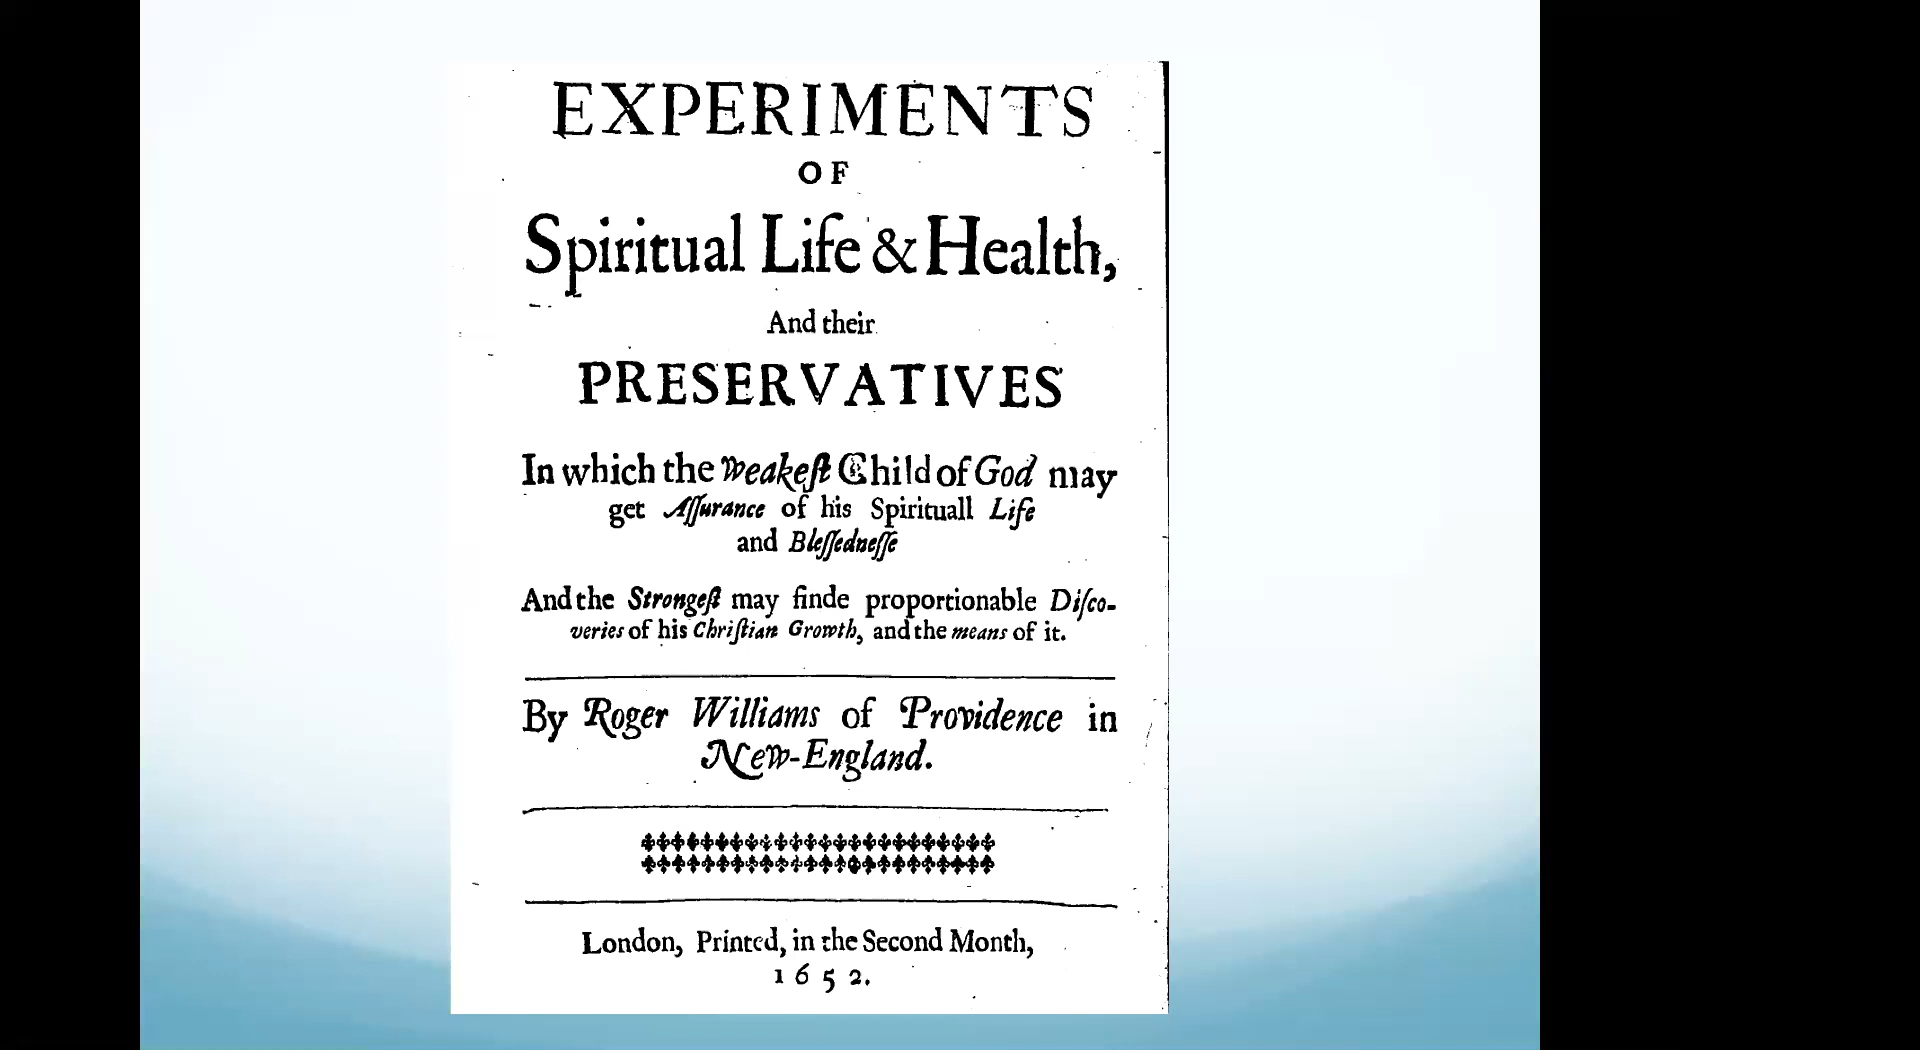 EXPERIMENTS
OF
Spiritual Life & Health,
And their
PRESERVATIVES
In which the Weakeſt Child of God may
get Aſſurance of his Spirituall Life
and Bleſſedneſſe
And the Strongeſt may finde proportionable Diſco-
veries of his Chriſtian Growth, and the means of it.
By Roger Williams of Providence in
New-England.
London, Printed, in the Second Month,
1652.